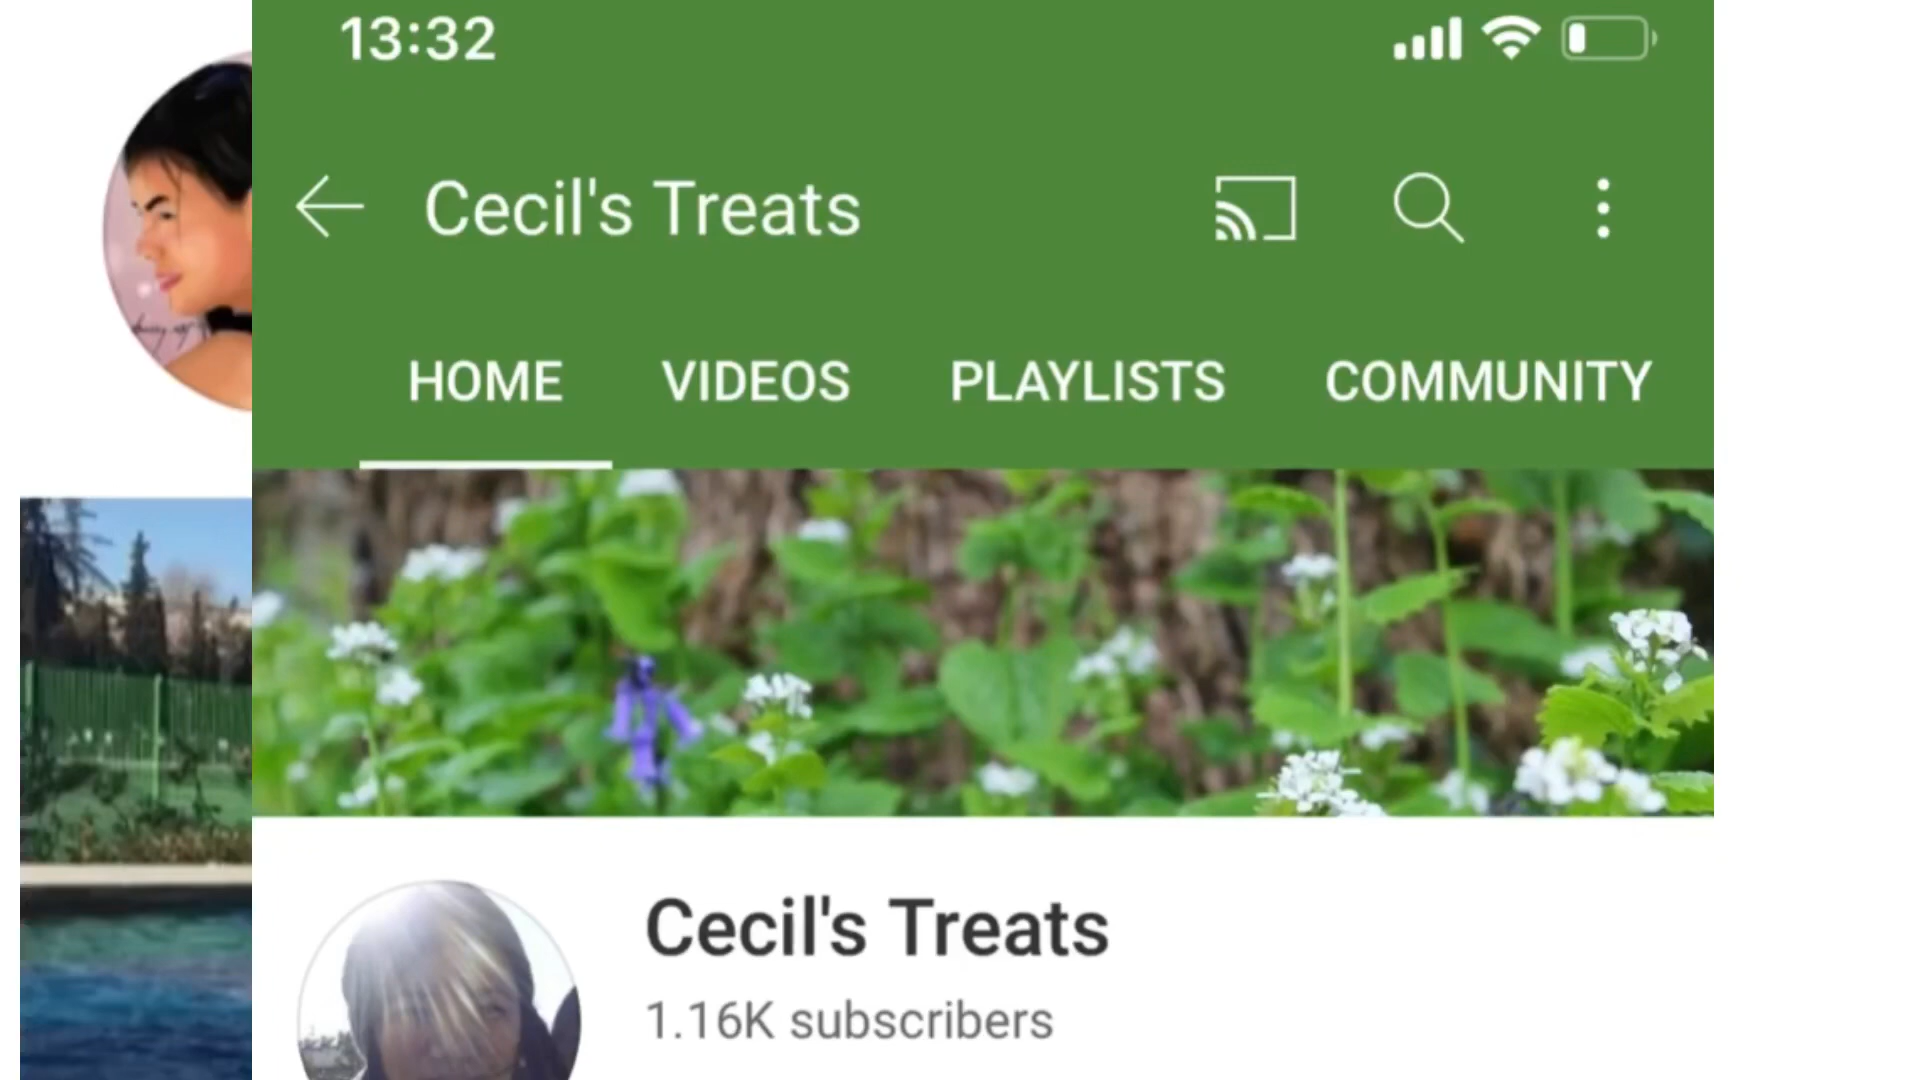 13:32
Cecil's Treats
HOME VIDEOS PLAYLISTS COMMUNITY
Cecil's Treats
1.16K subscribers